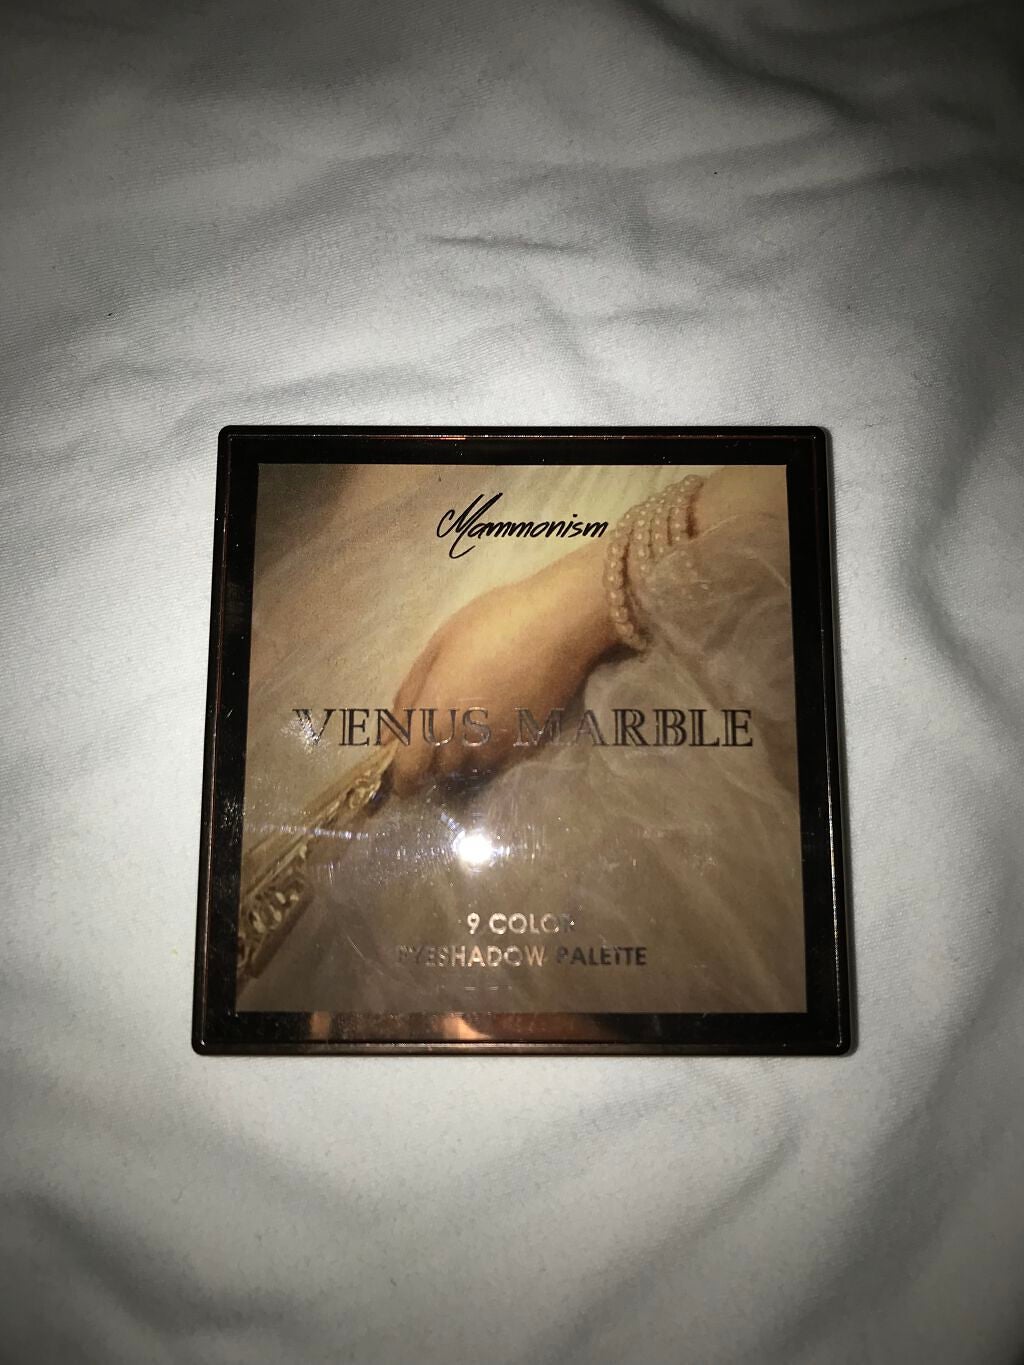 Mammonism
VENUS MARBLE
9 COLOR
EYESHADOW PALETTE